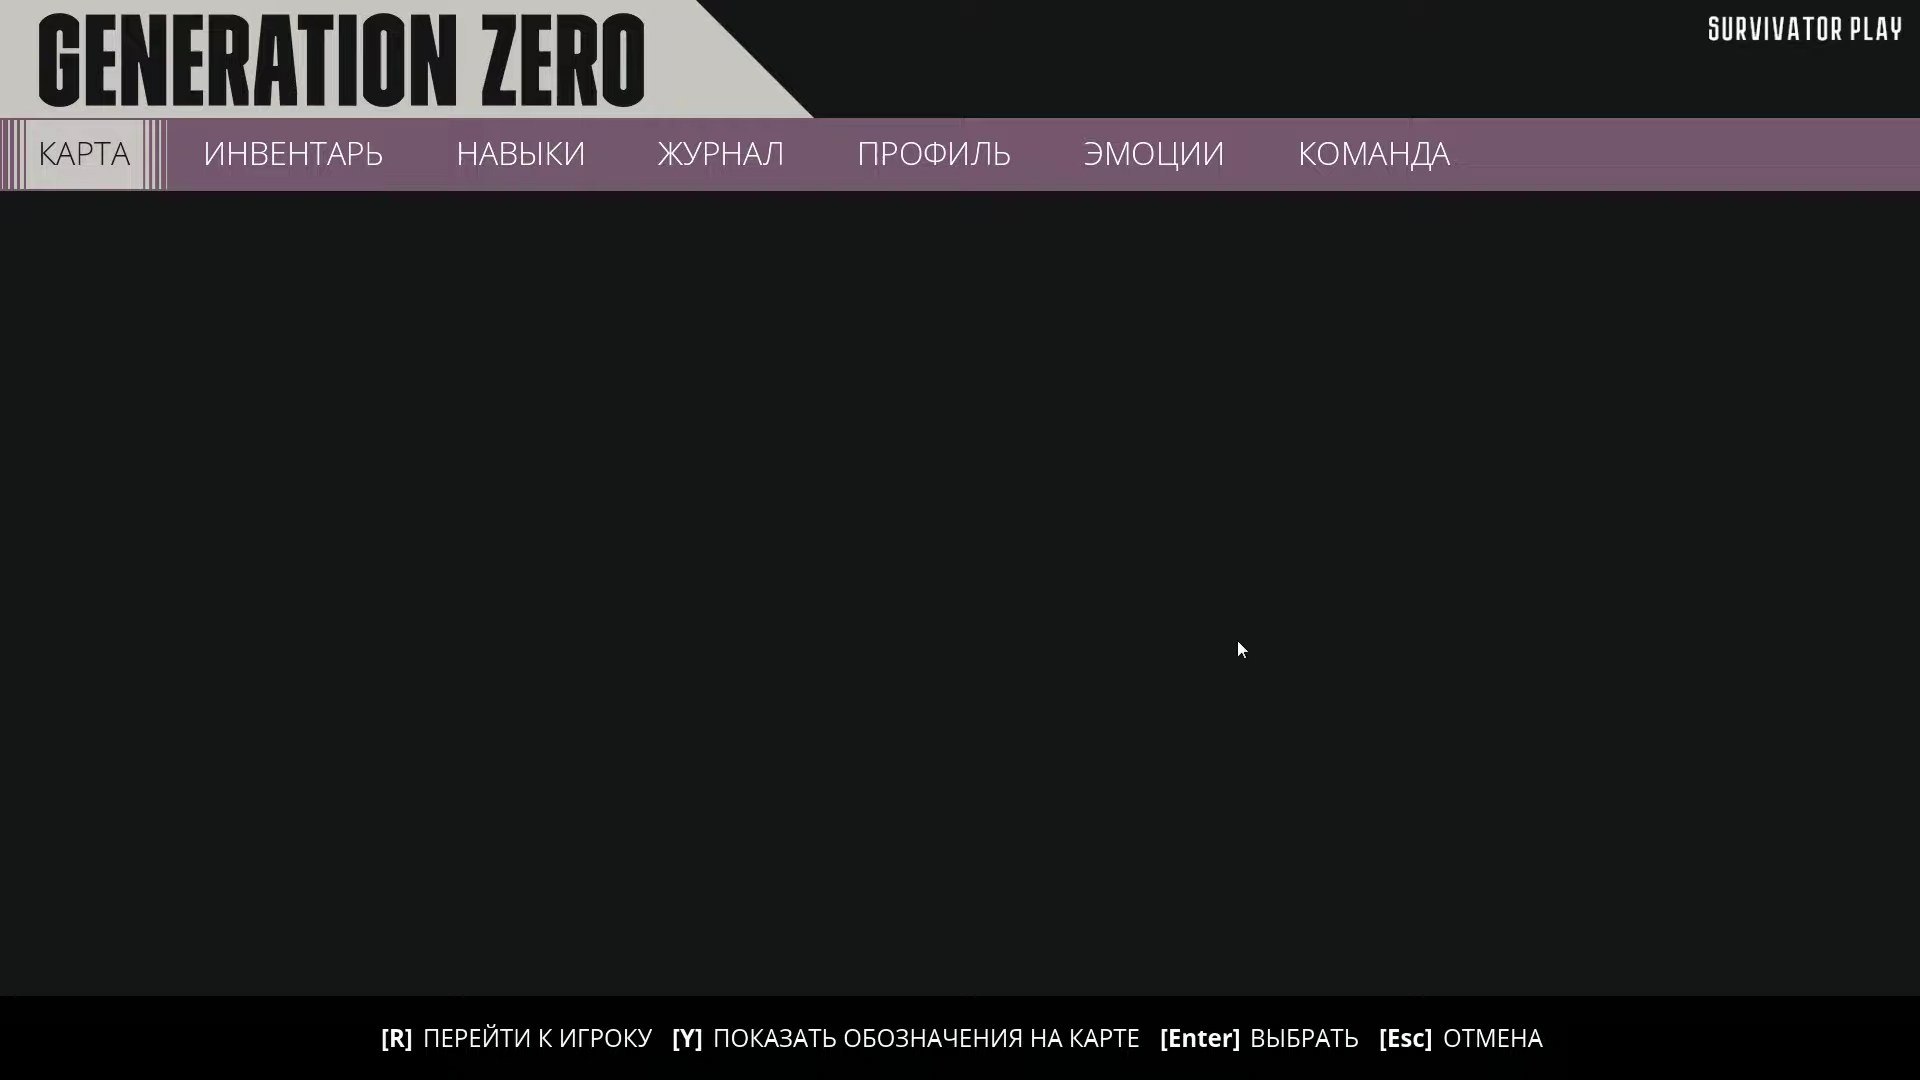 GENERATION ZERO
SURVIVATOR PLAY
КАРТА ИНВЕНТАРЬ НАВЫКИ ЖУРНАЛ ПРОФИЛЬ ЭМОЦИИ КОМАНДА
[R] ПЕРЕЙТИ К ИГРОКУ [Y] ПОКАЗАТЬ ОБОЗНАЧЕНИЯ НА КАРТЕ [Enter] ВЫБРАТЬ [Esc] ОТМЕНА